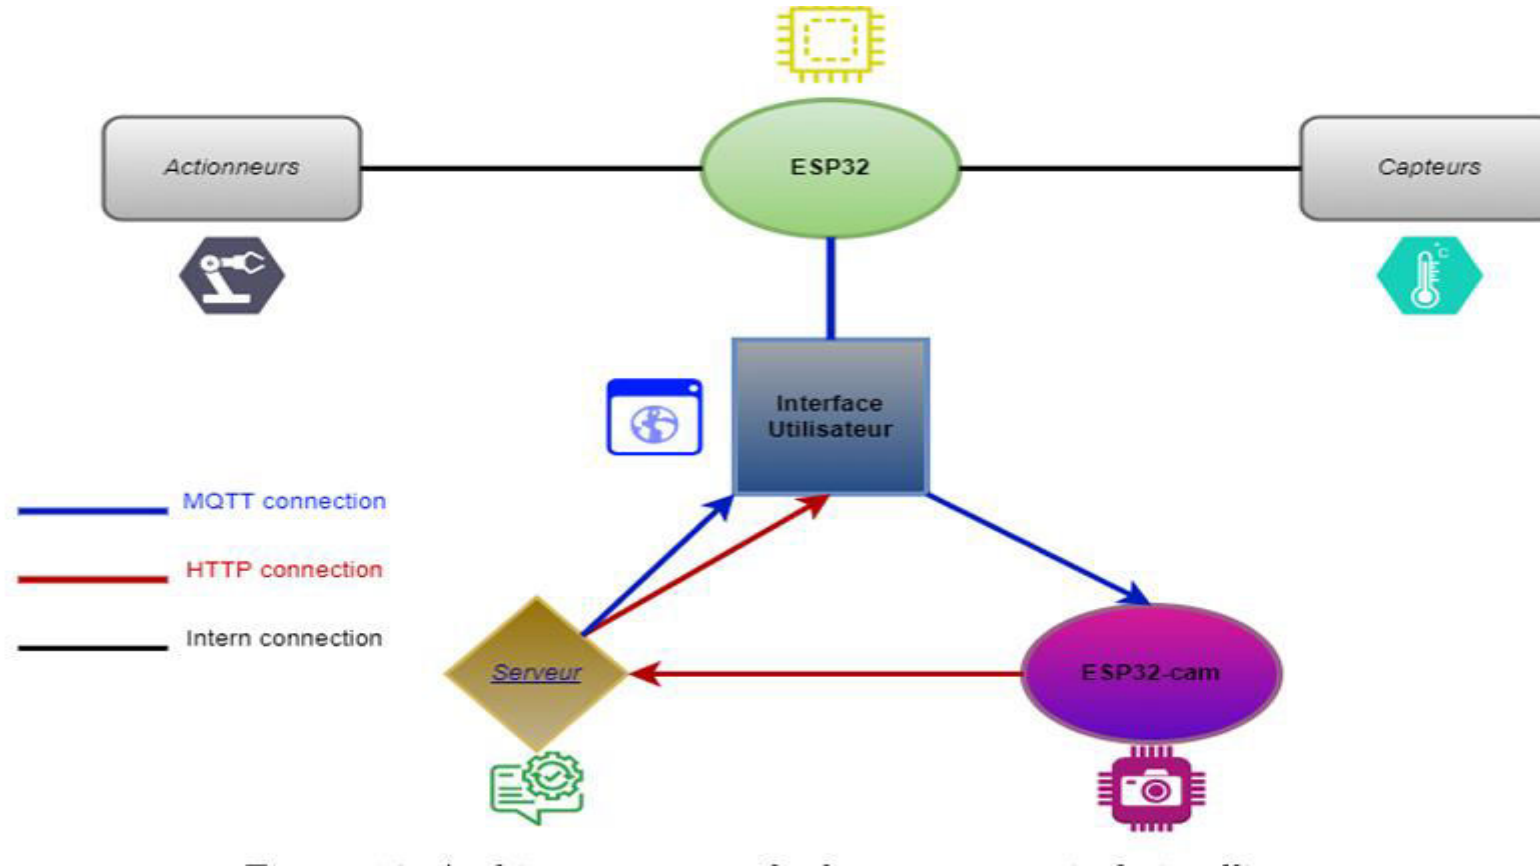 Actionneurs
ESP32
Capteurs
°C
Interface
Utilisateur
MQTT connection
HTTP connection
Intern connection
Serveur
ESP32-cam